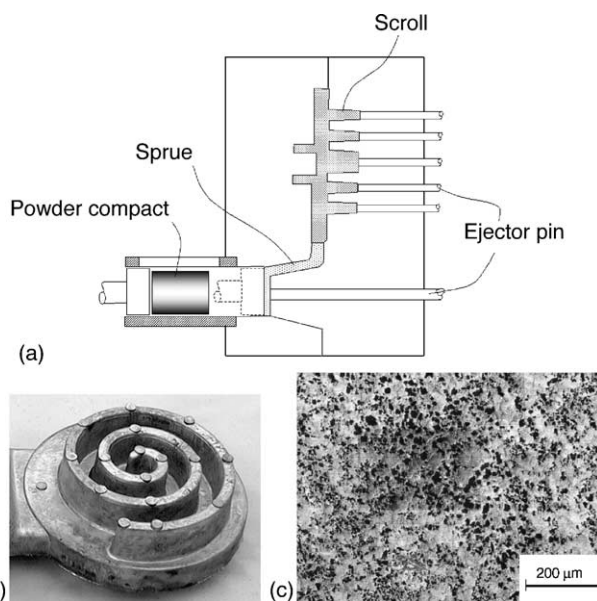 Scroll
Sprue
Powder compact
Ejector pin
(a)
)
(c)
200 μm